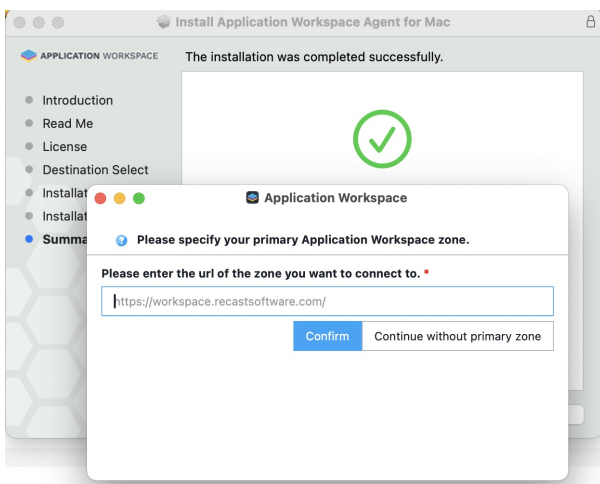 Install Application Workspace Agent for Mac
APPLICATION WORKSPACE
The installation was completed successfully.
Introduction
Read Me
License
Destination Select
Installat
Installat
Summa
Application Workspace
Please specify your primary Application Workspace zone.
Please enter the url of the zone you want to connect to. *
https://workspace.recastsoftware.com/
Confirm
Continue without primary zone